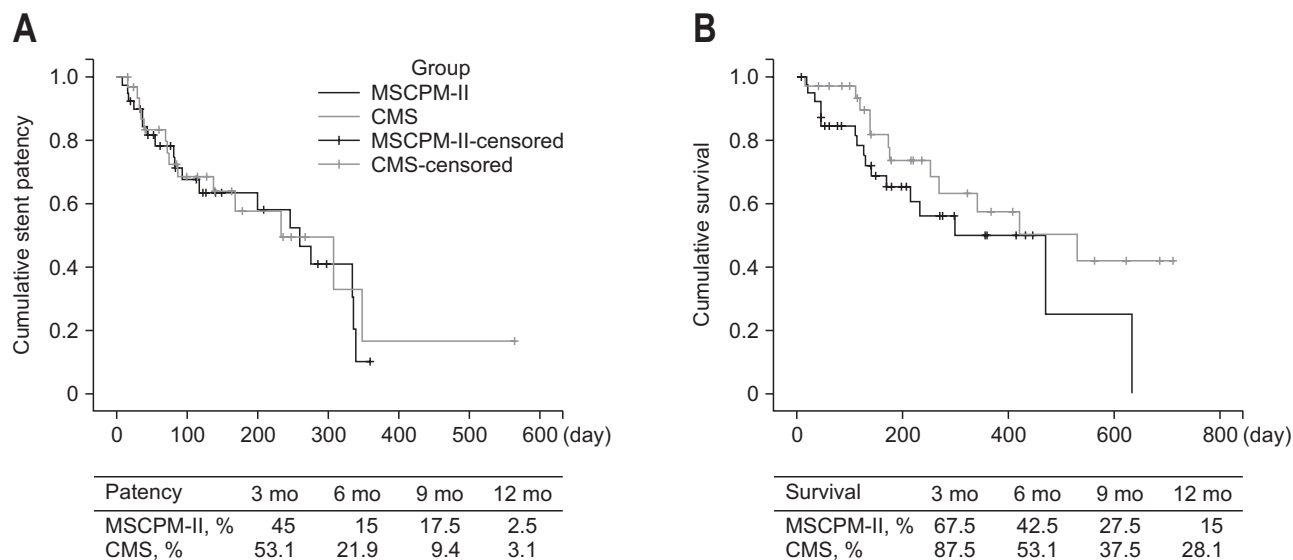 A
Cumulative stent patency
1.0
0.8
0.6
0.4
0.2
0
Group
MSCPM-II
CMS
MSCPM-II-censored
CMS-censored
0 100 200 300 400 500 600 (day)
Patency 3 mo 6 mo 9 mo 12 mo
MSCPM-II, % 45 15 17.5 2.5
CMS, % 53.1 21.9 9.4 3.1
B
Cumulative survival
1.0
0.8
0.6
0.4
0.2
0
0 200 400 600 800 (day)
Survival 3 mo 6 mo 9 mo 12 mo
MSCPM-II, % 67.5 42.5 27.5 15
CMS, % 87.5 53.1 37.5 28.1